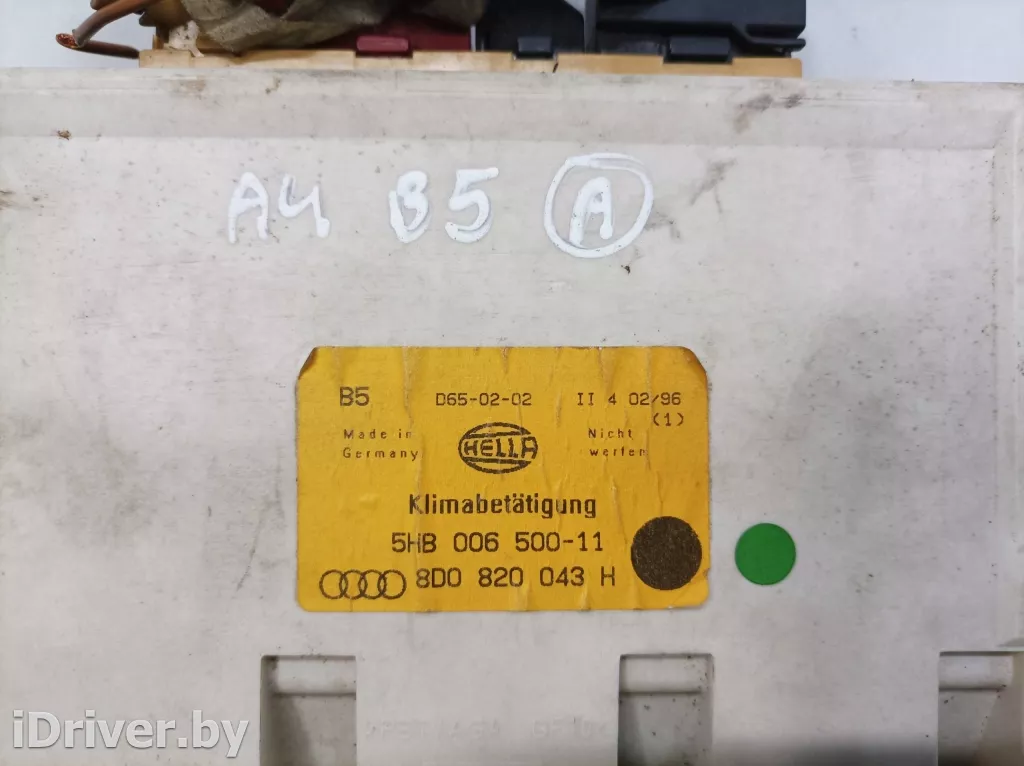 A4 B5 A
B5 D65-02-02 II 4 02/96
(1)
Made in Nicht
Germany werfen
HELLA
Klimabetätigung
5HB 006 500-11
8D0 820 043 H
iDriver.by